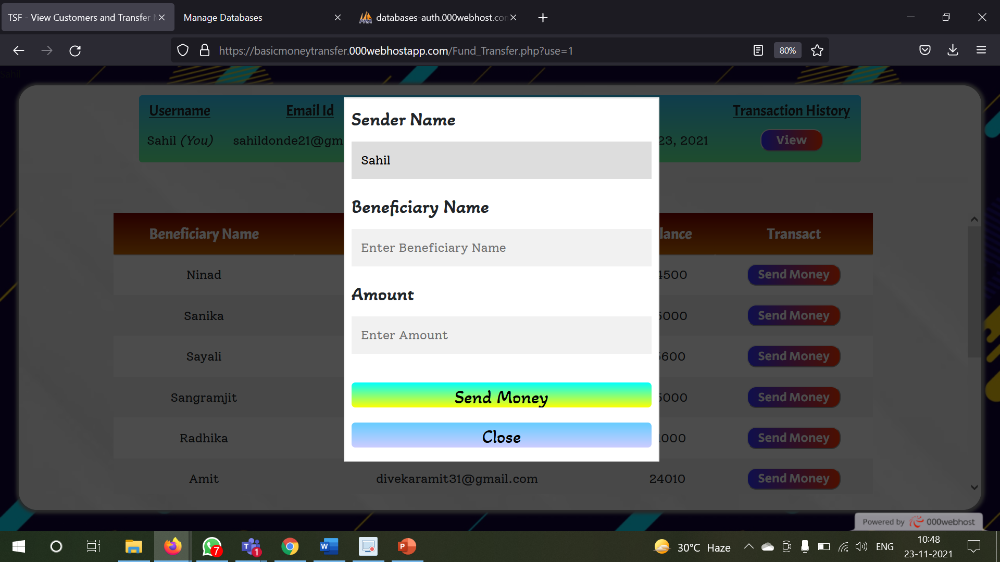 TSF - View Customers and Transfer
Manage Databases
databases-auth.000webhost.co
https://basicmoneytransfer.000webhostapp.com/Fund_Transfer.php?use=1
80%
Sahil
Username
Email Id
Transaction History
Sahil (You)
sahildonde21@gm
23, 2021
View
Sender Name
Sahil
Beneficiary Name
Enter Beneficiary Name
Amount
Enter Amount
Send Money
Close
Beneficiary Name
lance
Transact
Ninad
4500
Send Money
Sanika
5000
Send Money
Sayali
5600
Send Money
Sangramjit
5000
Send Money
Radhika
000
Send Money
Amit
divekaramit31@gmail.com
24010
Send Money
Powered by 000webhost
7
1
30°C Haze
ENG
10:48
23-11-2021